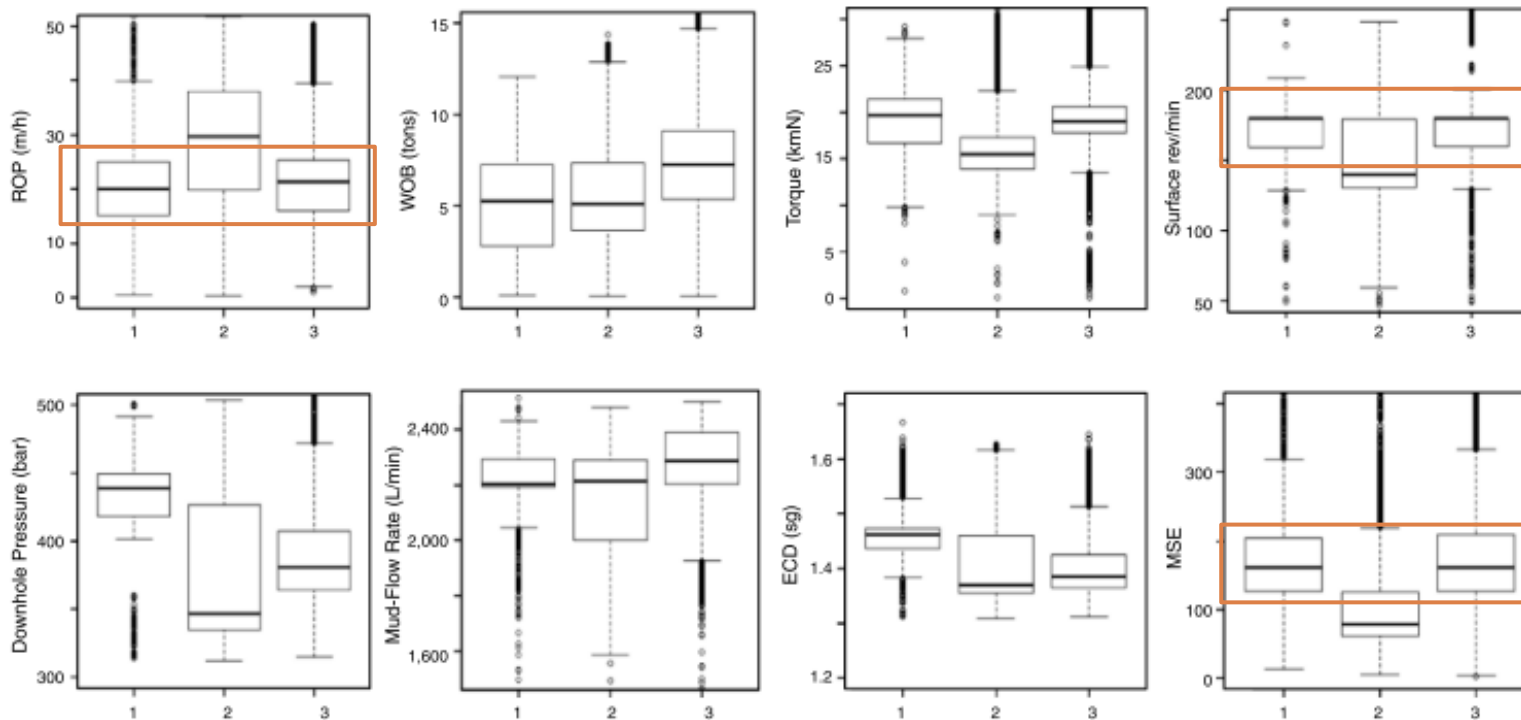 ROP (m/h)
50
30
10
0
1 2 3
WOB (tons)
15
10
5
0
1 2 3
Torque (kmN)
25
15
5
0
1 2 3
Surface rev/min
200
100
50
1 2 3
Downhole Pressure (bar)
500
400
300
1 2 3
Mud-Flow Rate (L/min)
2,400
2,000
1,600
1 2 3
ECD (sg)
1.6
1.4
1.2
1 2 3
MSE
300
100
0
1 2 3